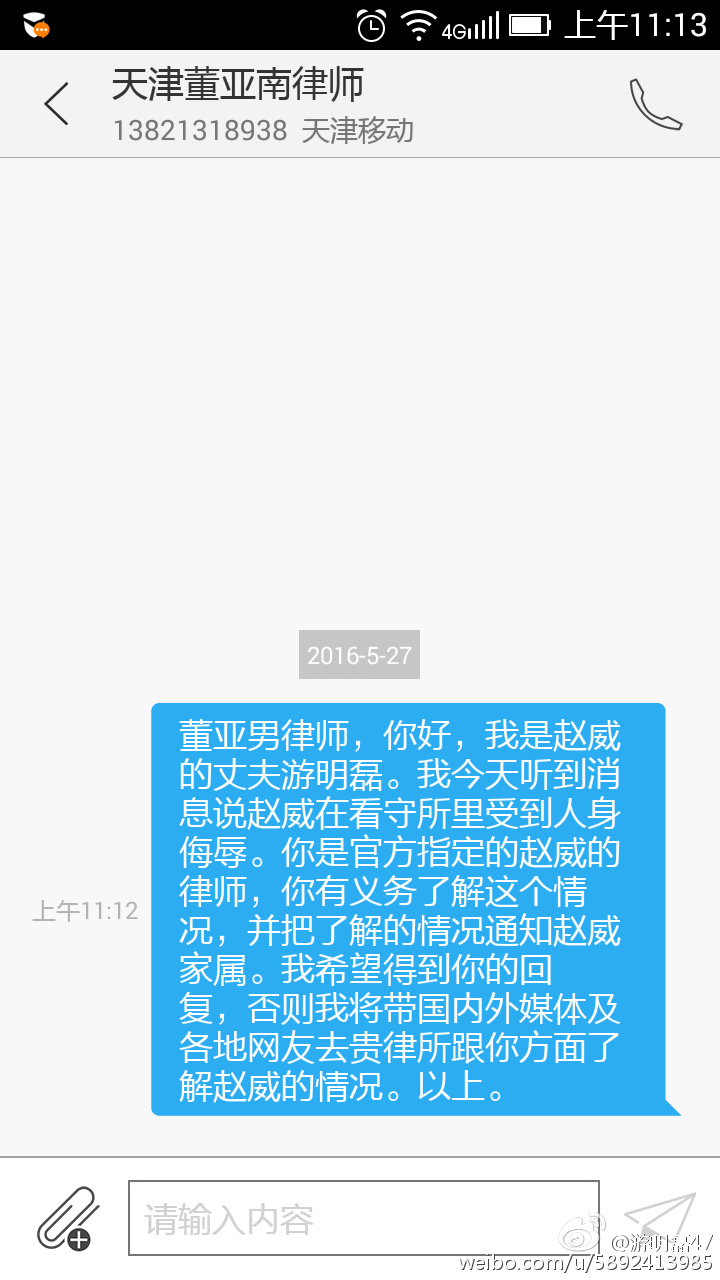 4G 上午11:13
天津董亚南律师
13821318938 天津移动
2016-5-27
董亚男律师，你好，我是赵威
的丈夫游明磊。我今天听到消
息说赵威在看守所里受到人身
侮辱。你是官方指定的赵威的
律师，你有义务了解这个情
况，并把了解的情况通知赵威
家属。我希望得到你的回
复，否则我将带国内外媒体及
各地网友去贵律所跟你方面了
解赵威的情况。以上。
上午11:12
请输入内容
@游明磊47
weibo.com/u/5892413985